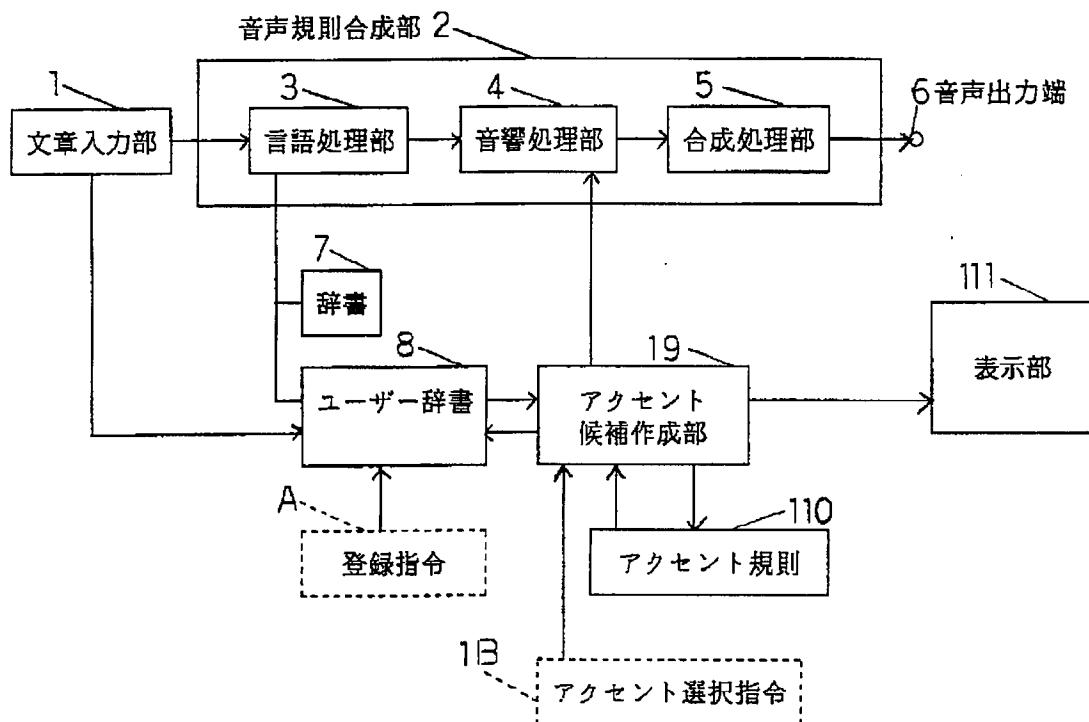 音声規則合成部 2
1
文章入力部
3
言語処理部
4
音響処理部
5
合成処理部
6 音声出力端
7
辞書
8
ユーザー辞書
19
アクセント
候補作成部
111
表示部
A
登録指令
110
アクセント規則
1B
アクセント選択指令